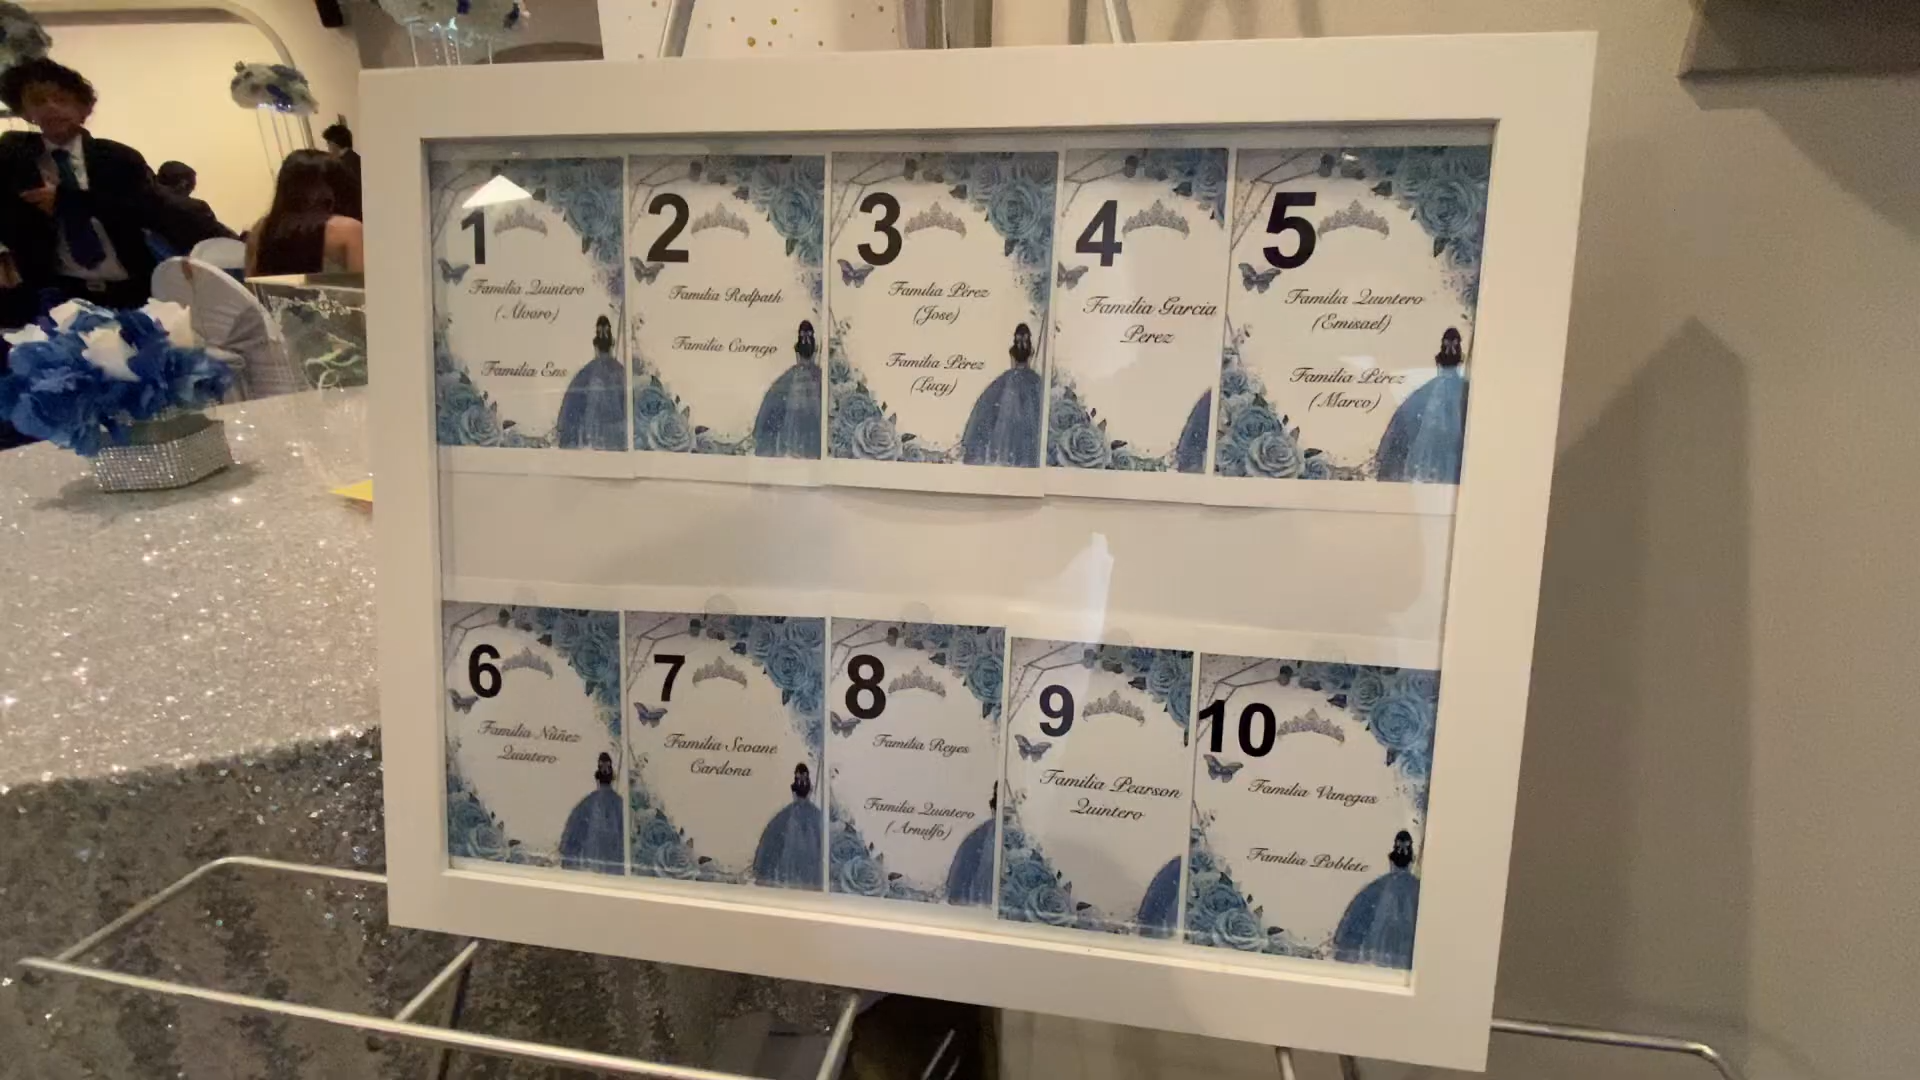 1
Familia Quintero
(Alvaro)
Familia Ens
2
Familia Redpath
Familia Cornejo
3
Familia Pérez
(Jose)
Familia Pérez
(Lucy)
4
Familia Garcia
Perez
5
Familia Quintero
(Emisael)
Familia Pérez
(Marco)
6
Familia Núñez
Quintero
7
Familia Seoane
Cardona
8
Familia Reyes
Familia Quintero
(Arnulfo)
9
Familia Pearson
Quintero
10
Familia Vanegas
Familia Poblete